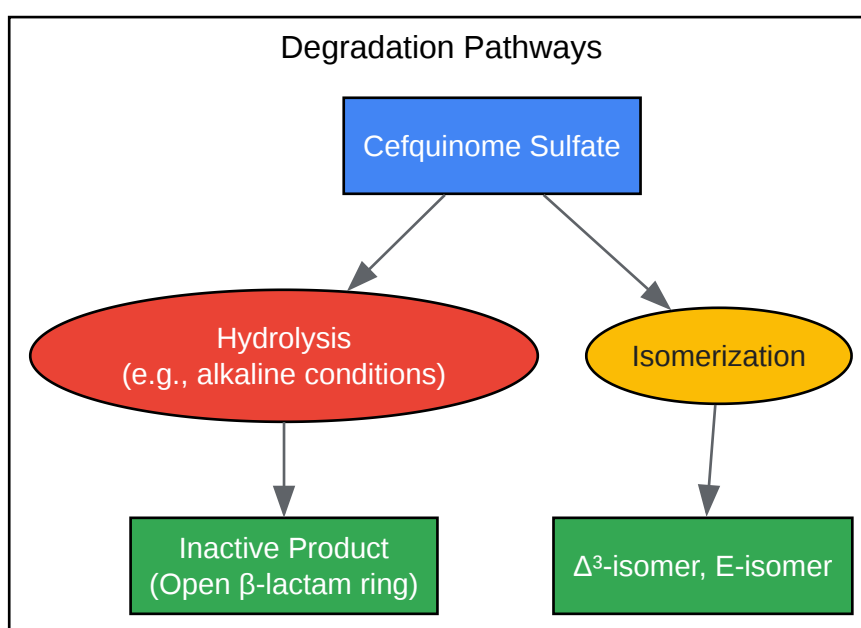 Degradation Pathways
Cefquinome Sulfate
Hydrolysis
(e.g., alkaline conditions)
Isomerization
Inactive Product
(Open β-lactam ring)
Δ³-isomer, E-isomer